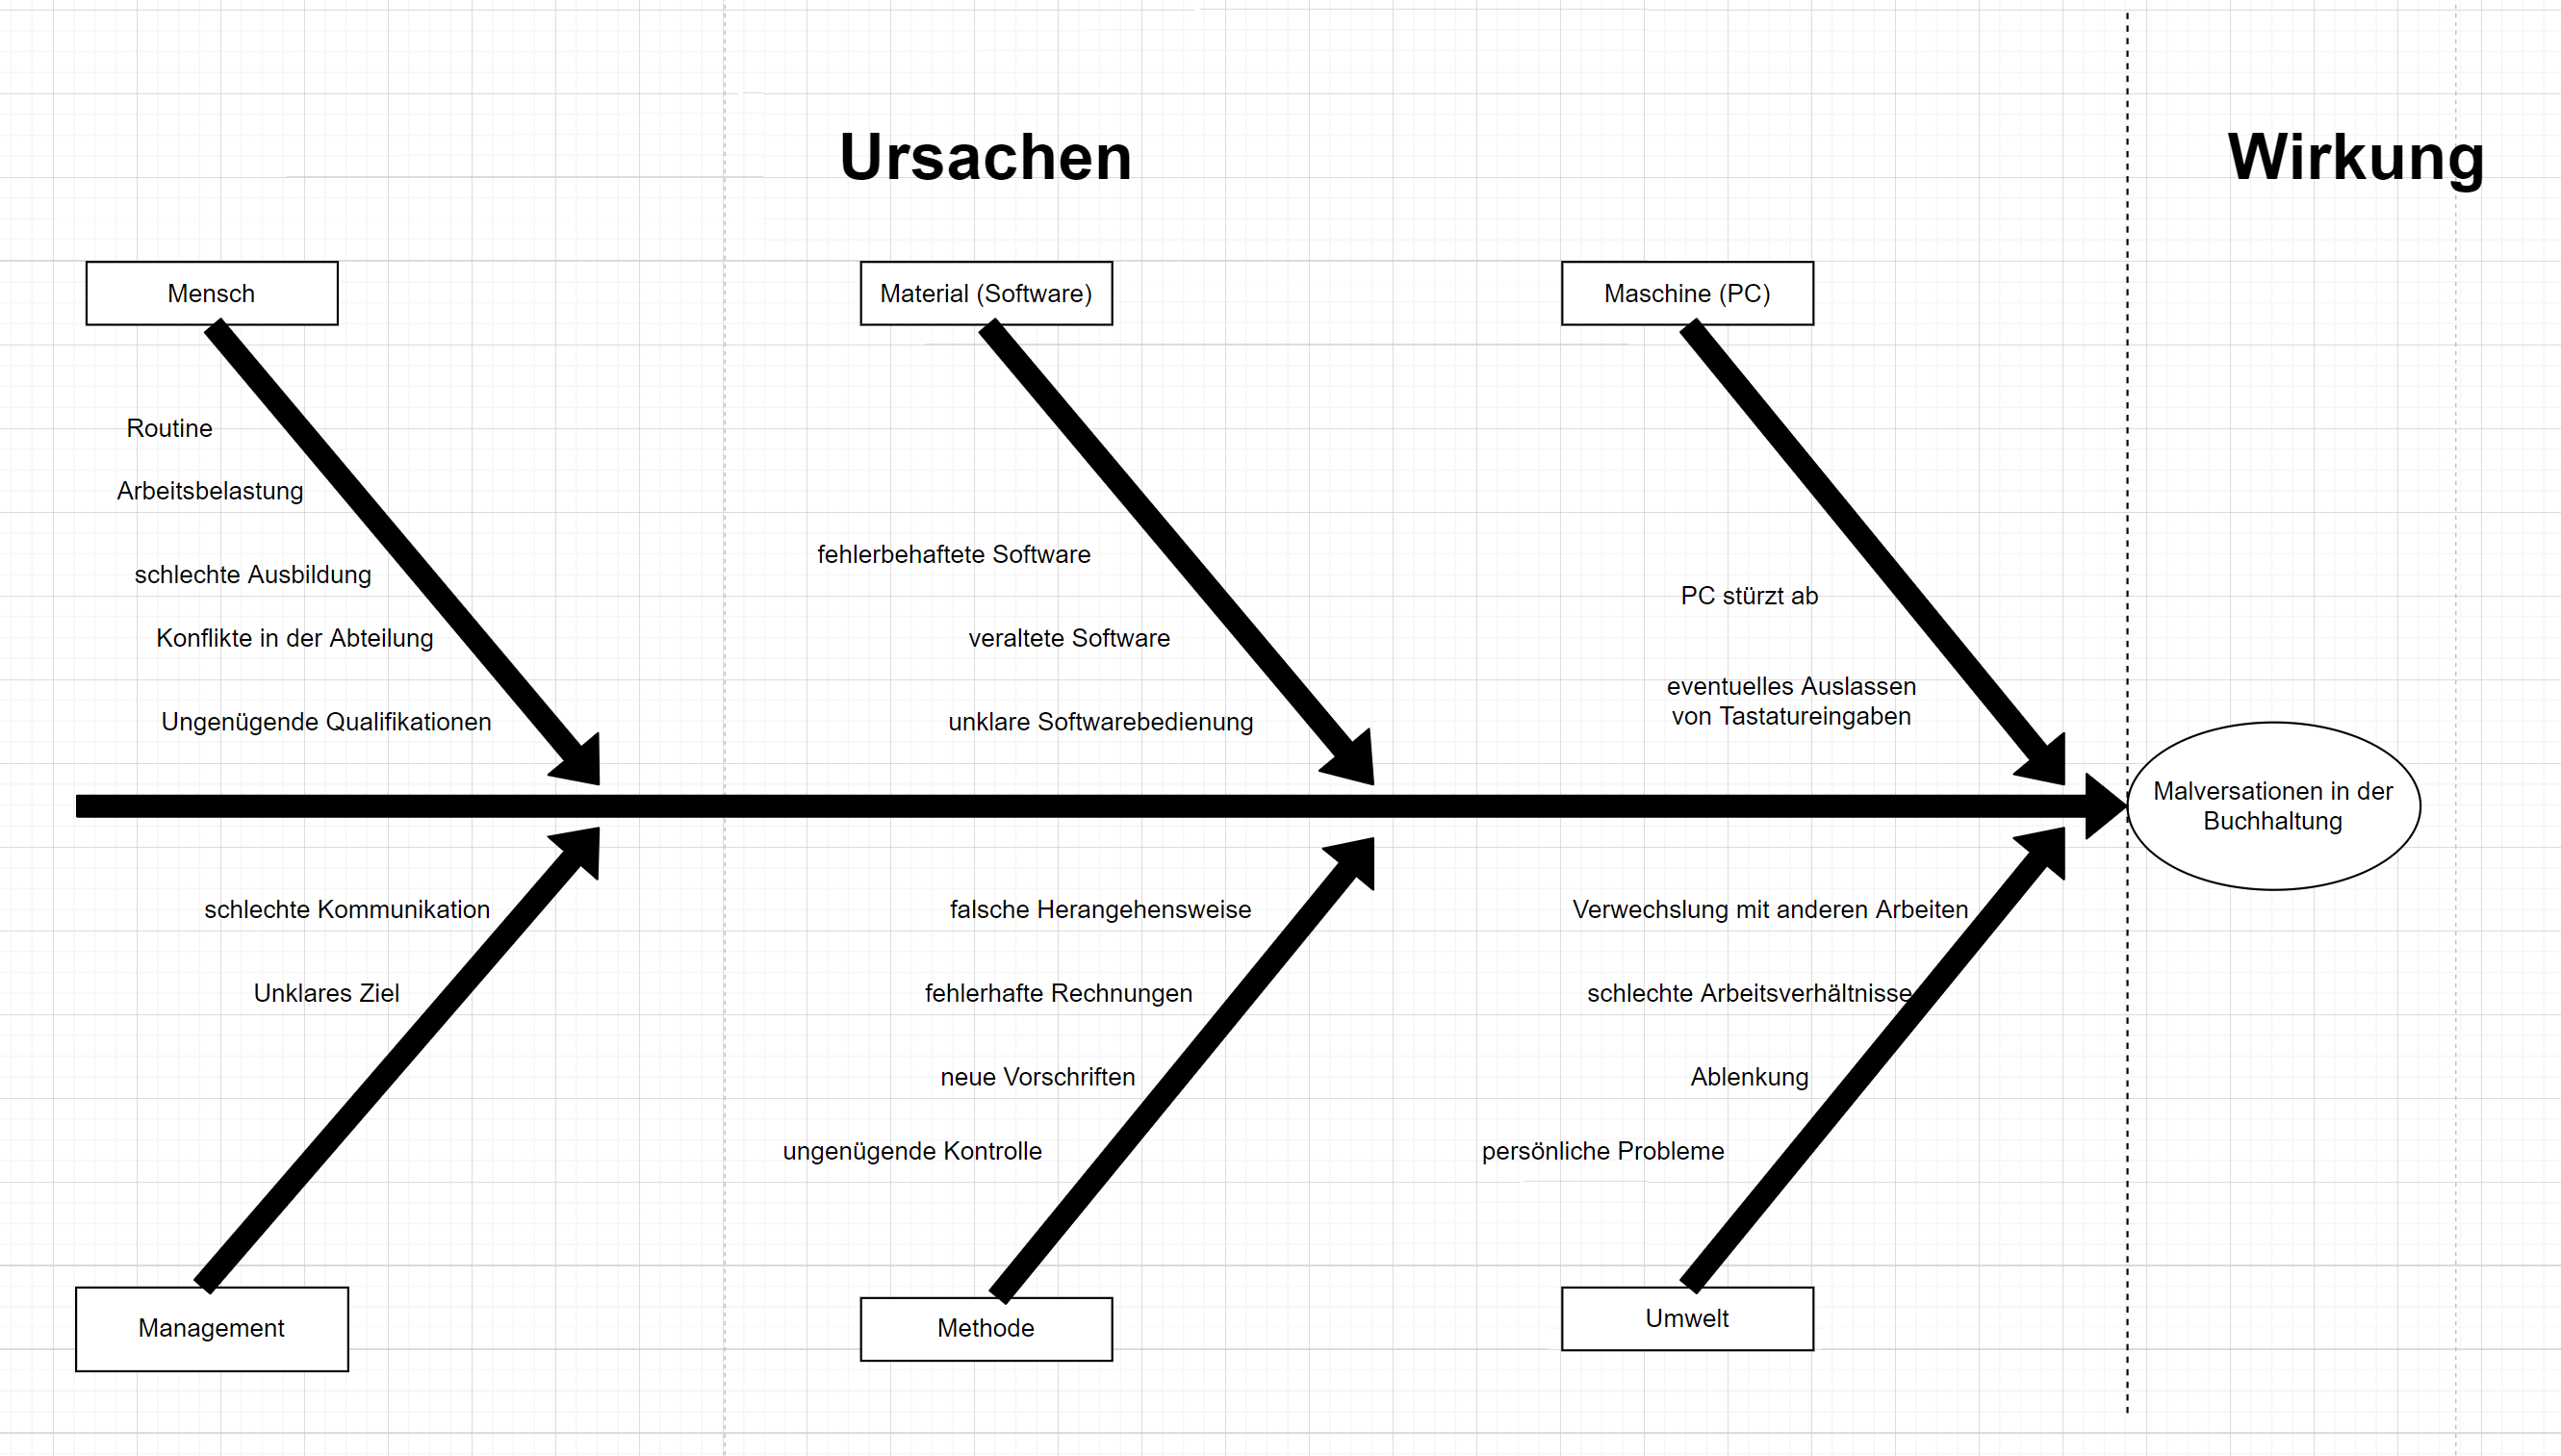 Ursachen
Wirkung
Mensch
Material (Software)
Maschine (PC)
Routine
Arbeitsbelastung
schlechte Ausbildung
Konflikte in der Abteilung
Ungenügende Qualifikationen
fehlerbehaftete Software
veraltete Software
unklare Softwarebedienung
PC stürzt ab
eventuelles Auslassen
von Tastatureingaben
Malversationen in der
Buchhaltung
schlechte Kommunikation
Unklares Ziel
falsche Herangehensweise
fehlerhafte Rechnungen
neue Vorschriften
ungenügende Kontrolle
Verwechslung mit anderen Arbeiten
schlechte Arbeitsverhältnisse
Ablenkung
persönliche Probleme
Management
Methode
Umwelt